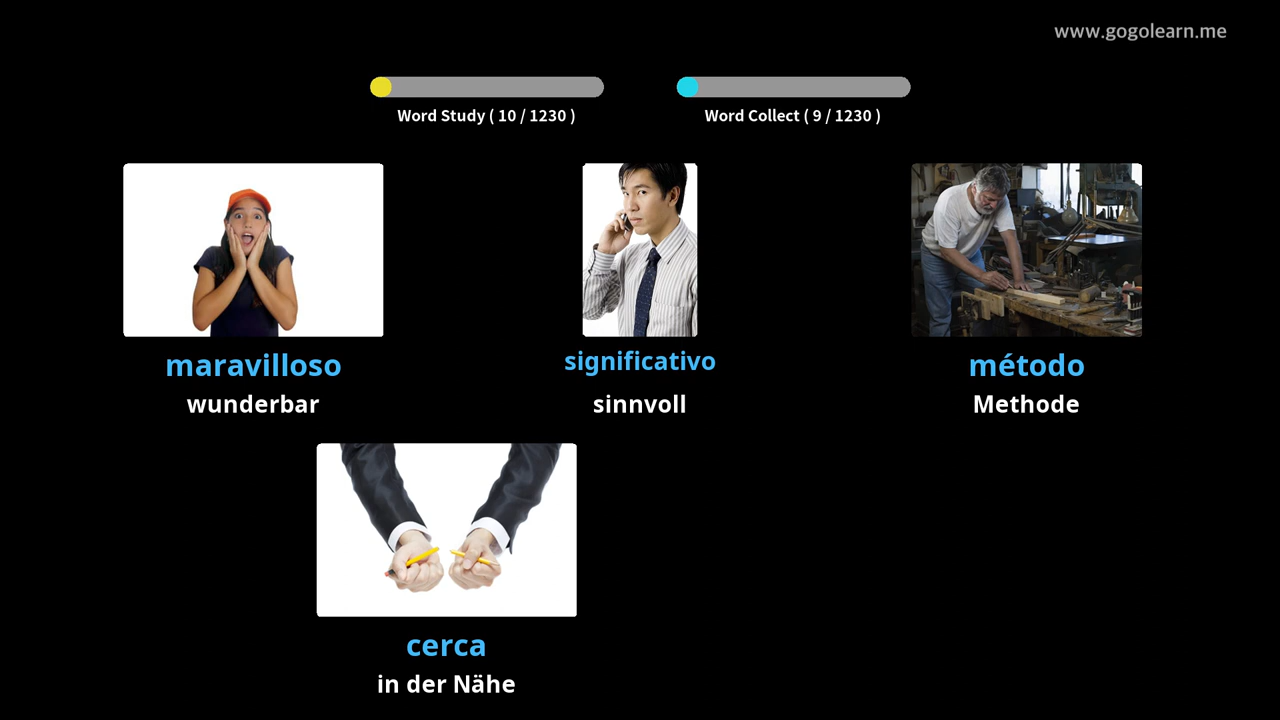 www.gogolearn.me
Word Study ( 10 / 1230 )
Word Collect ( 9 / 1230 )
maravilloso
wunderbar
significativo
sinnvoll
método
Methode
cerca
in der Nähe